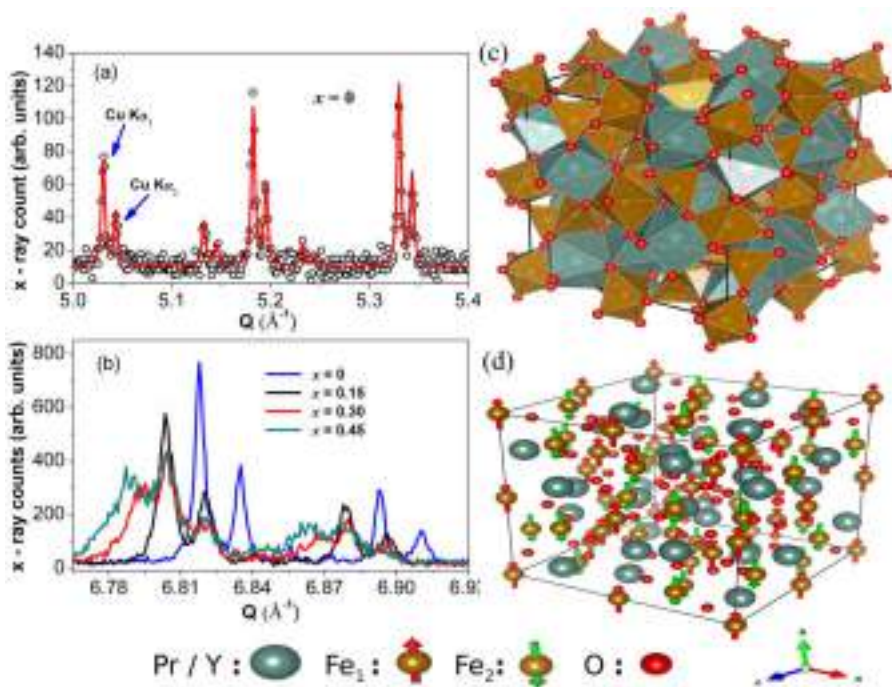 (a)
x = 0
Cu Kα₁
Cu Kα₂
x - ray count (arb. units)
140
120
100
80
60
40
20
0
5.0 5.1 5.2 5.3 5.4
Q (Å⁻¹)
(b)
x = 0
x = 0.15
x = 0.30
x = 0.45
x - ray counts (arb. units)
800
600
400
200
0
6.78 6.81 6.84 6.87 6.90 6.9
Q (Å⁻¹)
(c)
(d)
Pr / Y : Fe₁ : Fe₂ : O :